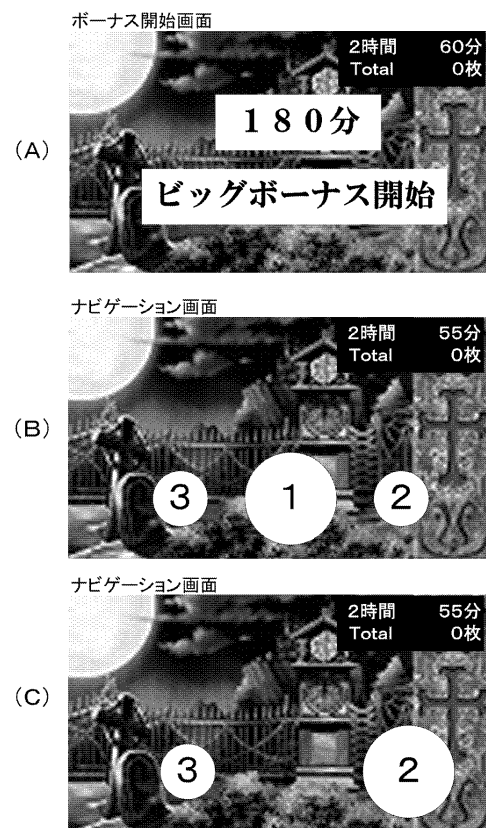 ボーナス開始画面
(A)
2時間 60分
Total 0枚
180分
ビッグボーナス開始
ナビゲーション画面
(B)
2時間 55分
Total 0枚
3 1 2
ナビゲーション画面
(C)
2時間 55分
Total 0枚
3 2